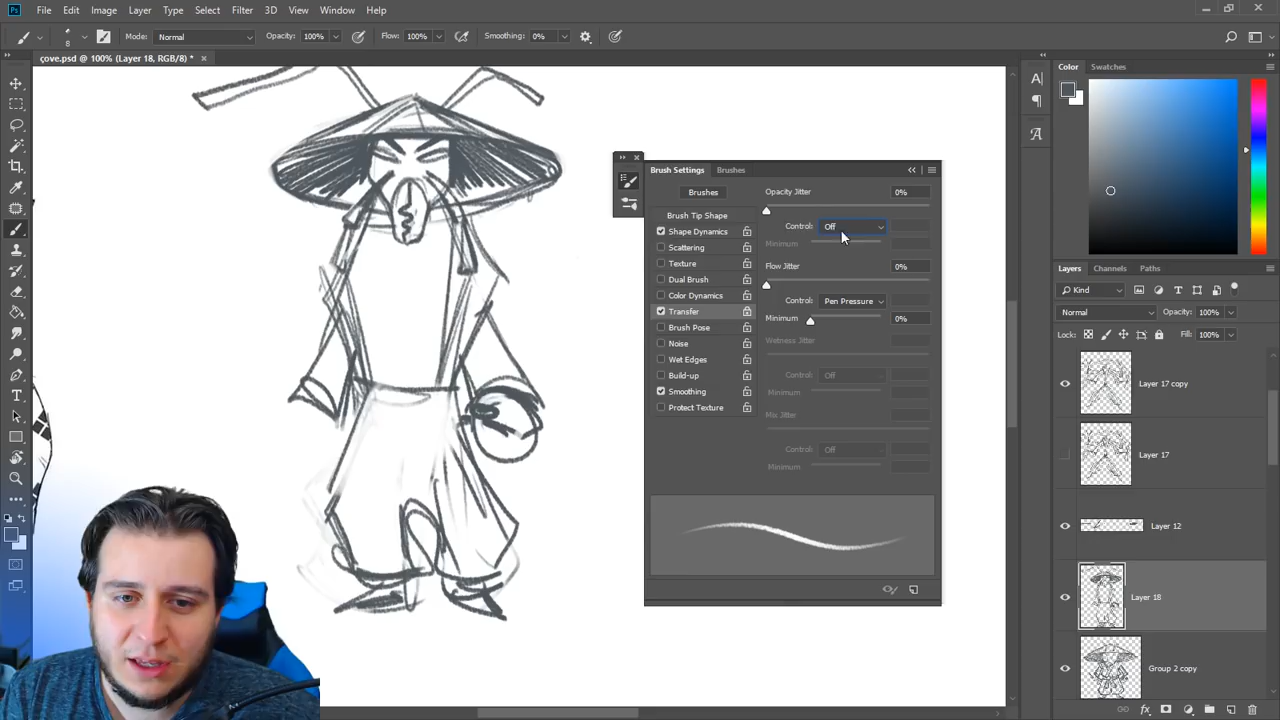 Ps File Edit Image Layer Type Select Filter 3D View Window Help
8 Mode: Normal Opacity: 100% Flow: 100% Smoothing: 0%
çove.psd @ 100% (Layer 18, RGB/8) *
Brush Settings Brushes
Brushes
Brush Tip Shape
Shape Dynamics
Scattering
Texture
Dual Brush
Color Dynamics
Transfer
Brush Pose
Noise
Wet Edges
Build-up
Smoothing
Protect Texture
Opacity Jitter 0%
Control: Off
Minimum
Flow Jitter 0%
Control: Pen Pressure
Minimum 0%
Wetness Jitter
Control: Off
Minimum
Mix Jitter
Control: Off
Minimum
Color Swatches
Layers Channels Paths
Kind
Normal Opacity: 100%
Lock: Fill: 100%
Layer 17 copy
Layer 17
Layer 12
Layer 18
Group 2 copy